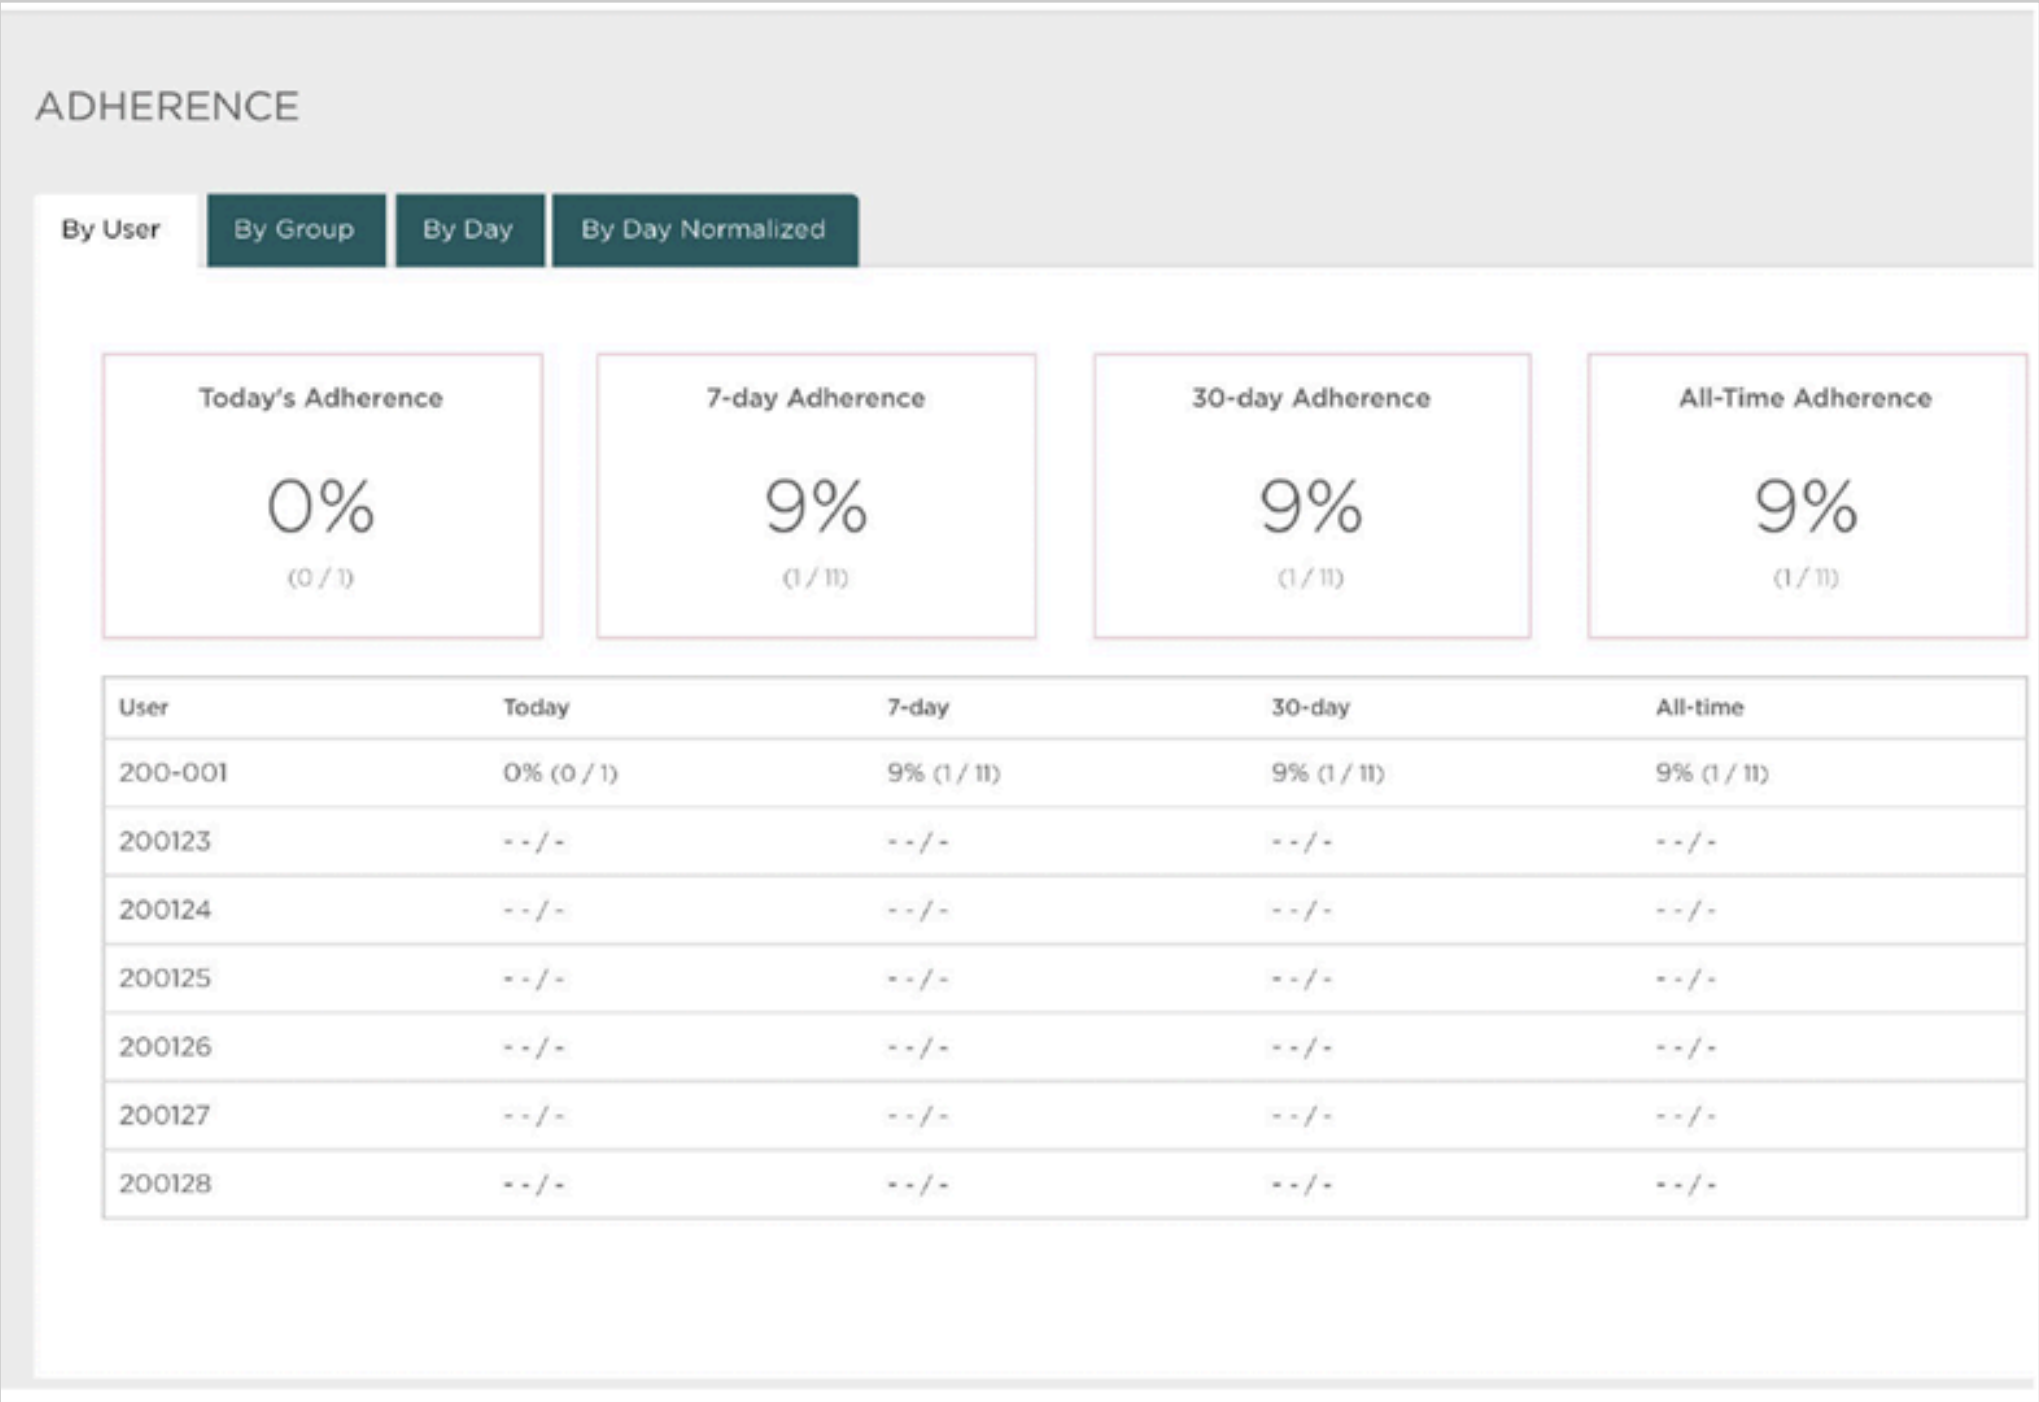 ADHERENCE
By User By Group By Day By Day Normalized
Today's Adherence 7-day Adherence 30-day Adherence All-Time Adherence
0% 9% 9% 9%
(0 / 1) (1 / 11) (1 / 11) (1 / 11)
User Today 7-day 30-day All-time
200-001 0% (0 / 1) 9% (1 / 11) 9% (1 / 11) 9% (1 / 11)
200123 - - / - - - / - - - / - - - / -
200124 - - / - - - / - - - / - - - / -
200125 - - / - - - / - - - / - - - / -
200126 - - / - - - / - - - / - - - / -
200127 - - / - - - / - - - / - - - / -
200128 - - / - - - / - - - / - - - / -